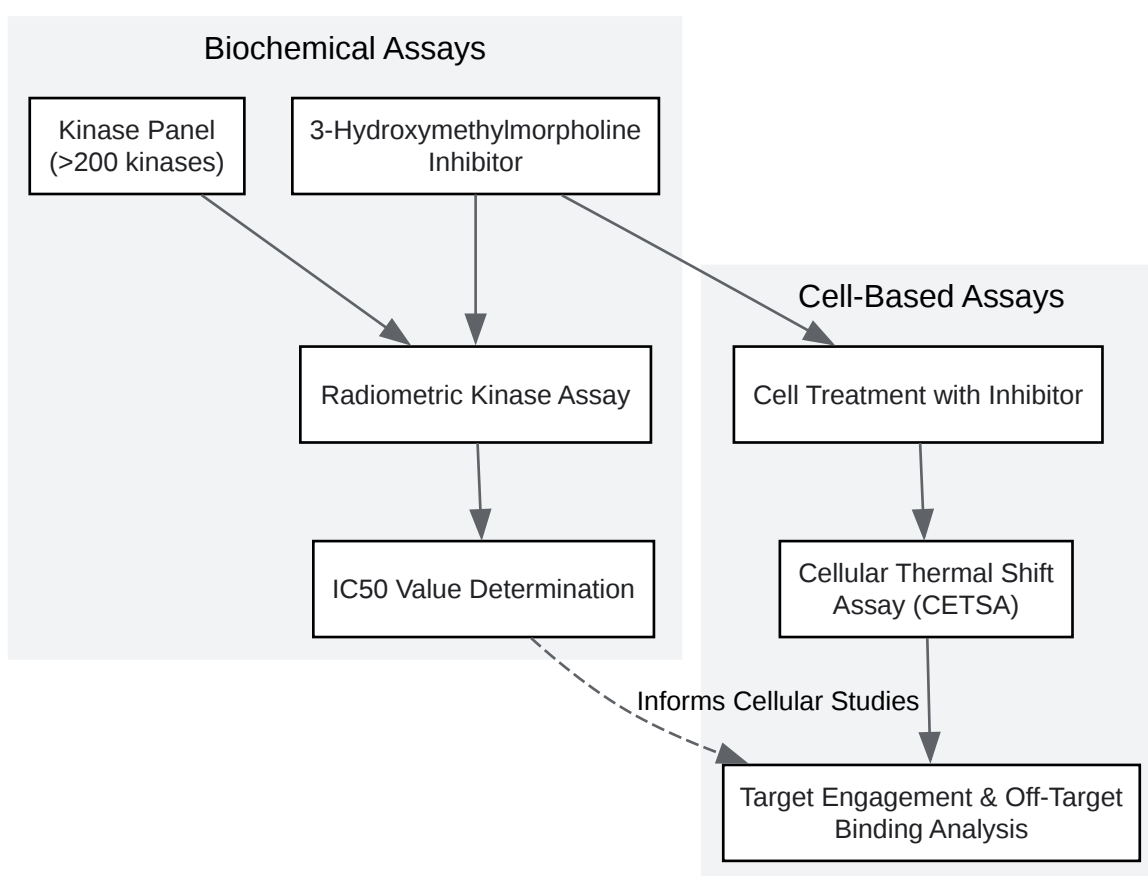 Biochemical Assays
Kinase Panel
(>200 kinases)
3-Hydroxymethylmorpholine
Inhibitor
Cell-Based Assays
Radiometric Kinase Assay
Cell Treatment with Inhibitor
IC50 Value Determination
Cellular Thermal Shift
Assay (CETSA)
Informs Cellular Studies
Target Engagement & Off-Target
Binding Analysis